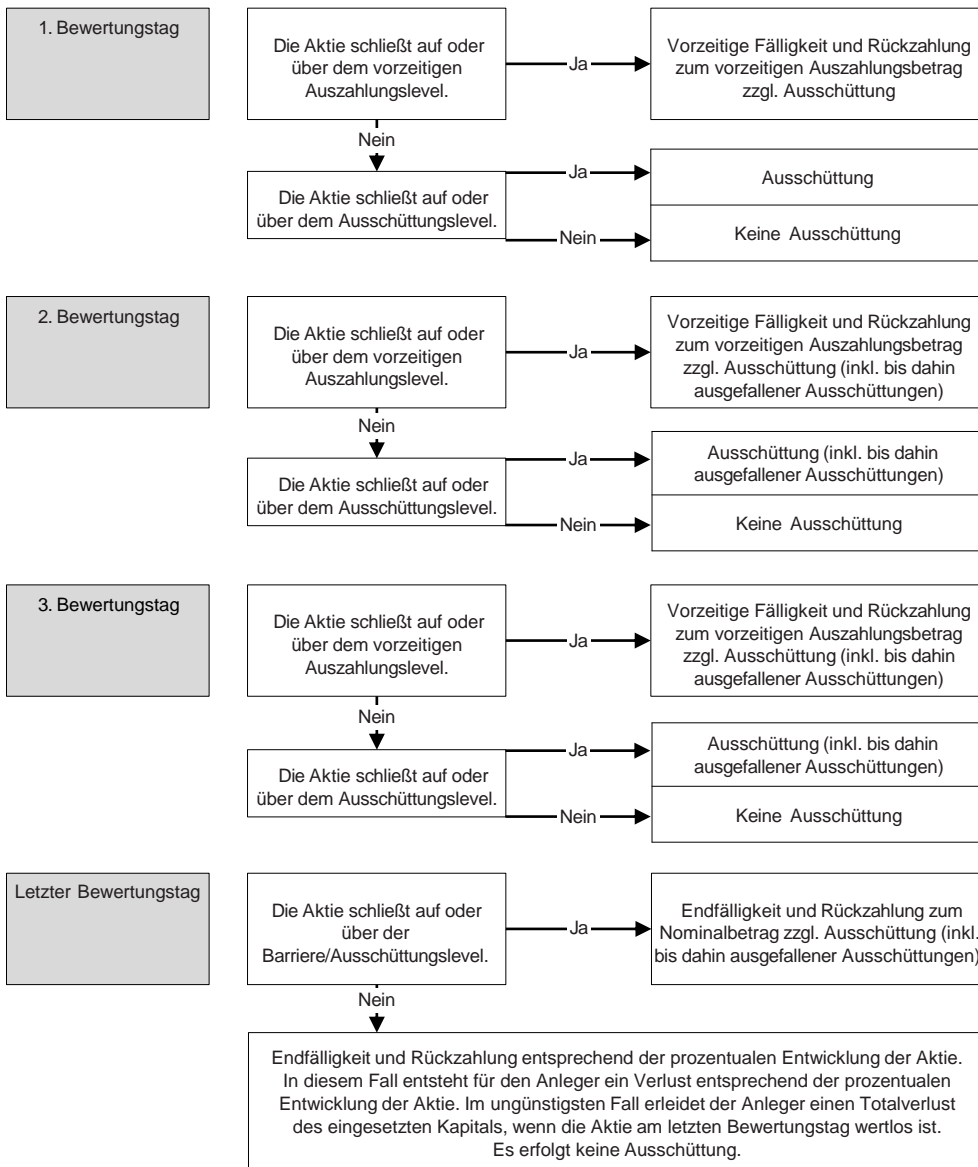 1. Bewertungstag
Die Aktie schließt auf oder
über dem vorzeitigen
Auszahlungslevel.
Ja
Vorzeitige Fälligkeit und Rückzahlung
zum vorzeitigen Auszahlungsbetrag
zzgl. Ausschüttung
Nein
Die Aktie schließt auf oder
über dem Ausschüttungslevel.
Ja
Ausschüttung
Nein
Keine Ausschüttung
2. Bewertungstag
Die Aktie schließt auf oder
über dem vorzeitigen
Auszahlungslevel.
Ja
Vorzeitige Fälligkeit und Rückzahlung
zum vorzeitigen Auszahlungsbetrag
zzgl. Ausschüttung (inkl. bis dahin
ausgefallener Ausschüttungen)
Nein
Die Aktie schließt auf oder
über dem Ausschüttungslevel.
Ja
Ausschüttung (inkl. bis dahin
ausgefallener Ausschüttungen)
Nein
Keine Ausschüttung
3. Bewertungstag
Die Aktie schließt auf oder
über dem vorzeitigen
Auszahlungslevel.
Ja
Vorzeitige Fälligkeit und Rückzahlung
zum vorzeitigen Auszahlungsbetrag
zzgl. Ausschüttung (inkl. bis dahin
ausgefallener Ausschüttungen)
Nein
Die Aktie schließt auf oder
über dem Ausschüttungslevel.
Ja
Ausschüttung (inkl. bis dahin
ausgefallener Ausschüttungen)
Nein
Keine Ausschüttung
Letzter Bewertungstag
Die Aktie schließt auf oder
über der
Barriere/Ausschüttungslevel.
Ja
Endfälligkeit und Rückzahlung zum
Nominalbetrag zzgl. Ausschüttung (inkl.
bis dahin ausgefallener Ausschüttungen)
Nein
Endfälligkeit und Rückzahlung entsprechend der prozentualen Entwicklung der Aktie.
In diesem Fall entsteht für den Anleger ein Verlust entsprechend der prozentualen
Entwicklung der Aktie. Im ungünstigsten Fall erleidet der Anleger einen Totalverlust
des eingesetzten Kapitals, wenn die Aktie am letzten Bewertungstag wertlos ist.
Es erfolgt keine Ausschüttung.